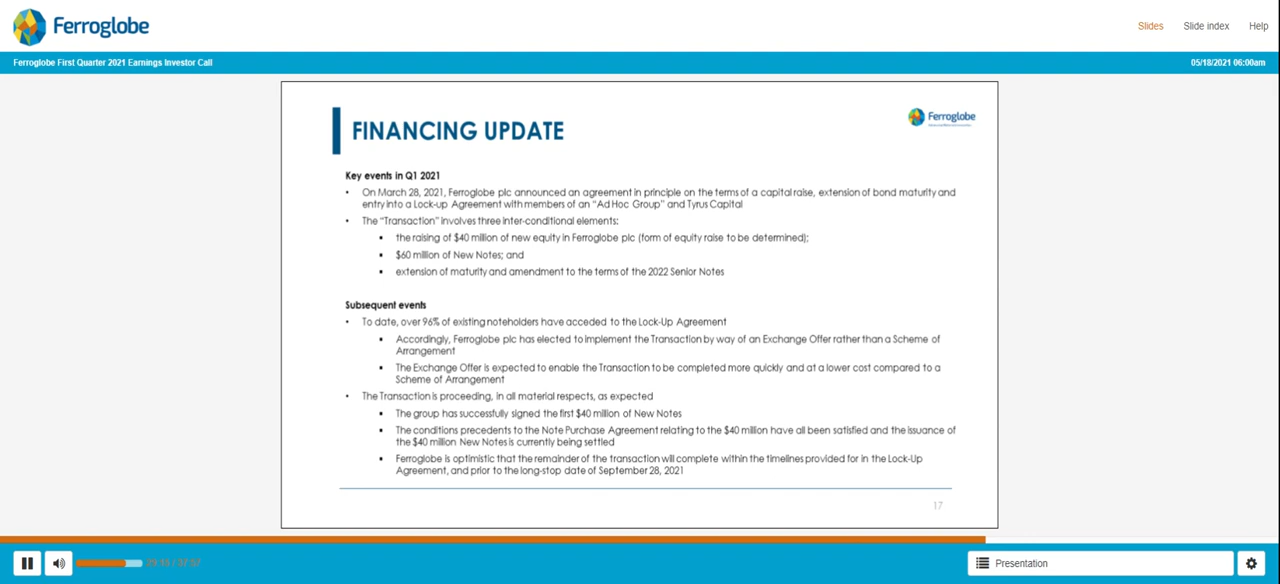 Ferroglobe
Slides
Slide index
Help
Ferroglobe First Quarter 2021 Earnings Investor Call
05/18/2021 06:00am
FINANCING UPDATE
Ferroglobe
Key events in Q1 2021
• On March 28, 2021, Ferroglobe plc announced an agreement in principle on the terms of a capital raise, extension of bond maturity and
entry into a Lock-up Agreement with members of an “Ad Hoc Group” and Tyrus Capital
• The “Transaction” involves three inter-conditional elements:
▪ the raising of $40 million of new equity in Ferroglobe plc (form of equity raise to be determined);
▪ $60 million of New Notes; and
▪ extension of maturity and amendment to the terms of the 2022 Senior Notes
Subsequent events
• To date, over 96% of existing noteholders have acceded to the Lock-Up Agreement
▪ Accordingly, Ferroglobe plc has elected to implement the Transaction by way of an Exchange Offer rather than a Scheme of
Arrangement
▪ The Exchange Offer is expected to enable the Transaction to be completed more quickly and at a lower cost compared to a
Scheme of Arrangement
• The Transaction is proceeding, in all material respects, as expected
▪ The group has successfully signed the first $40 million of New Notes
▪ The conditions precedents to the Note Purchase Agreement relating to the $40 million have all been satisfied and the issuance of
the $40 million New Notes is currently being settled
▪ Ferroglobe is optimistic that the remainder of the transaction will complete within the timelines provided for in the Lock-Up
Agreement, and prior to the long-stop date of September 28, 2021
17
Presentation